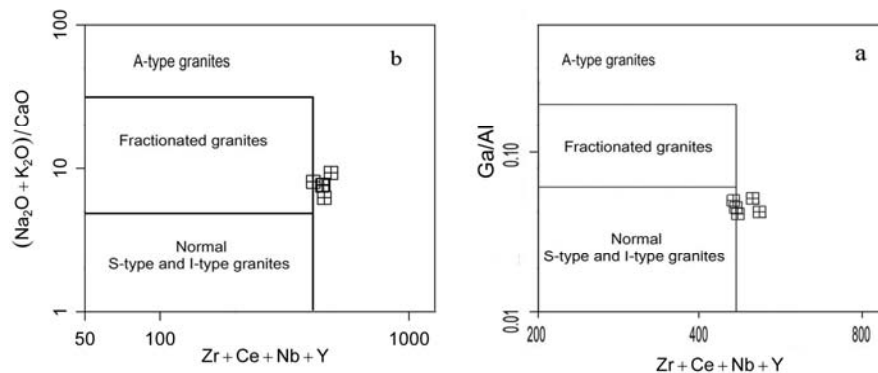 100
A-type granites
b
(Na₂O + K₂O)/CaO
Fractionated granites
10
Normal
S-type and I-type granites
1
50
100
1000
Zr + Ce + Nb + Y
A-type granites
a
Ga/Al
0.10
Fractionated granites
Normal
S-type and I-type granites
0.01
200
400
800
Zr + Ce + Nb + Y